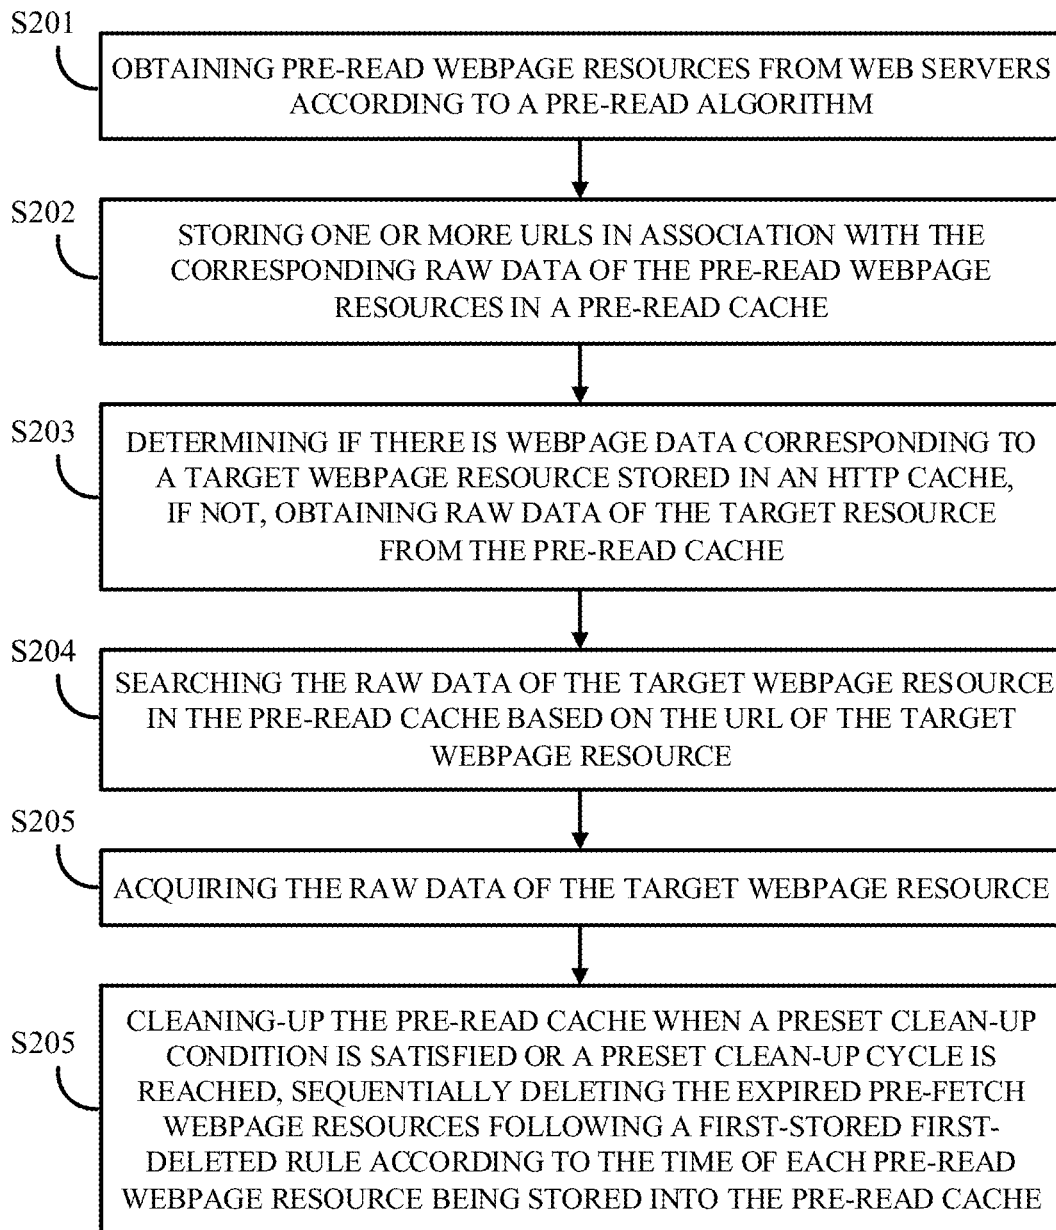 S201
OBTAINING PRE-READ WEBPAGE RESOURCES FROM WEB SERVERS
ACCORDING TO A PRE-READ ALGORITHM
S202
STORING ONE OR MORE URLS IN ASSOCIATION WITH THE
CORRESPONDING RAW DATA OF THE PRE-READ WEBPAGE
RESOURCES IN A PRE-READ CACHE
S203
DETERMINING IF THERE IS WEBPAGE DATA CORRESPONDING TO
A TARGET WEBPAGE RESOURCE STORED IN AN HTTP CACHE,
IF NOT, OBTAINING RAW DATA OF THE TARGET RESOURCE
FROM THE PRE-READ CACHE
S204
SEARCHING THE RAW DATA OF THE TARGET WEBPAGE RESOURCE
IN THE PRE-READ CACHE BASED ON THE URL OF THE TARGET
WEBPAGE RESOURCE
S205
ACQUIRING THE RAW DATA OF THE TARGET WEBPAGE RESOURCE
S205
CLEANING-UP THE PRE-READ CACHE WHEN A PRESET CLEAN-UP
CONDITION IS SATISFIED OR A PRESET CLEAN-UP CYCLE IS
REACHED, SEQUENTIALLY DELETING THE EXPIRED PRE-FETCH
WEBPAGE RESOURCES FOLLOWING A FIRST-STORED FIRST-
DELETED RULE ACCORDING TO THE TIME OF EACH PRE-READ
WEBPAGE RESOURCE BEING STORED INTO THE PRE-READ CACHE